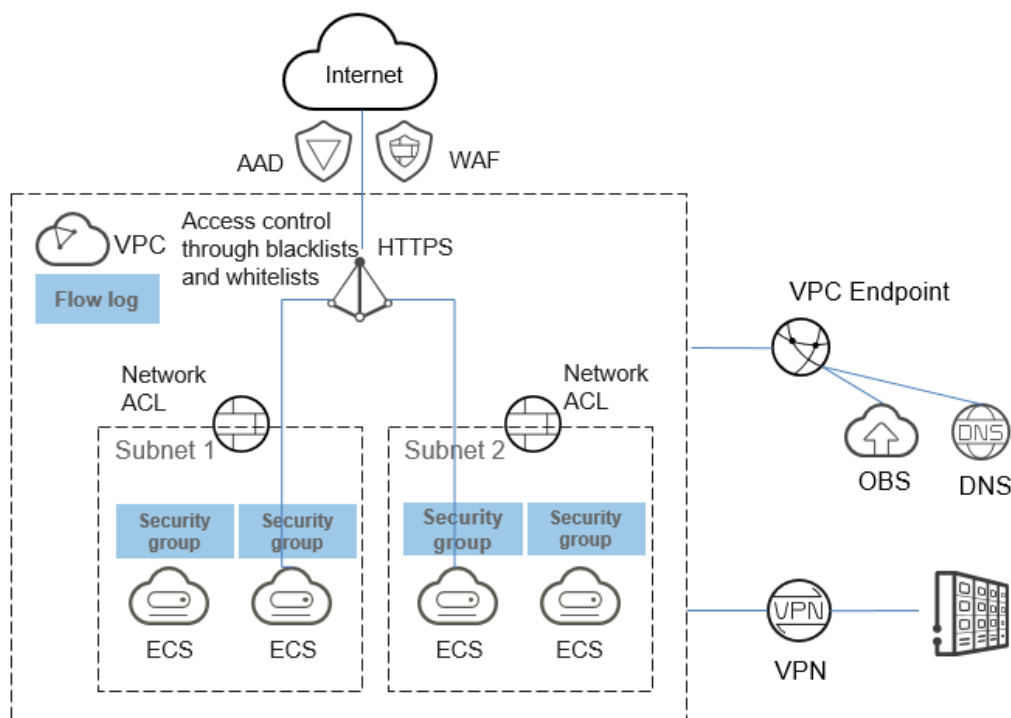 Internet
AAD
WAF
VPC
Access control
through blacklists
and whitelists
HTTPS
Flow log
VPC Endpoint
Network
ACL
Network
ACL
Subnet 1
Subnet 2
OBS
DNS
DNS
Security
group
Security
group
Security
group
Security
group
ECS
ECS
ECS
ECS
VPN
VPN